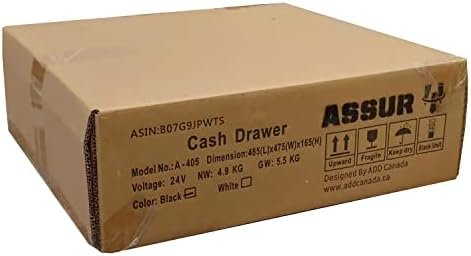 ASIN:B07G9JPWTS
Cash Drawer
Model No.: A-405 Dimension:485(L)x475(W)x165(H)
Voltage: 24V NW: 4.9 KG GW: 5.5 KG
Color: Black White
ASSUR
Upward Fragile Keep dry Stack limit
Designed By ADD Canada
www.addcanada.ca